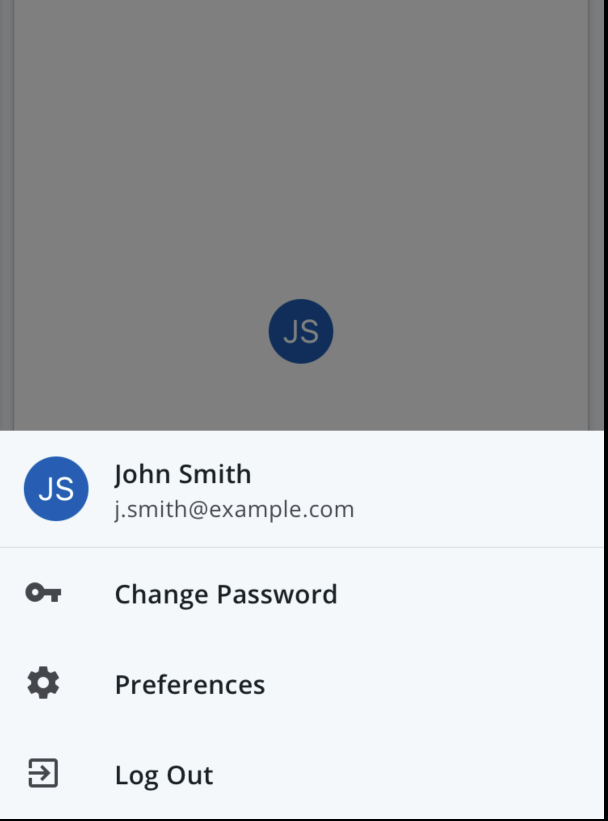 JS
JS
John Smith
j.smith@example.com
Change Password
Preferences
Log Out